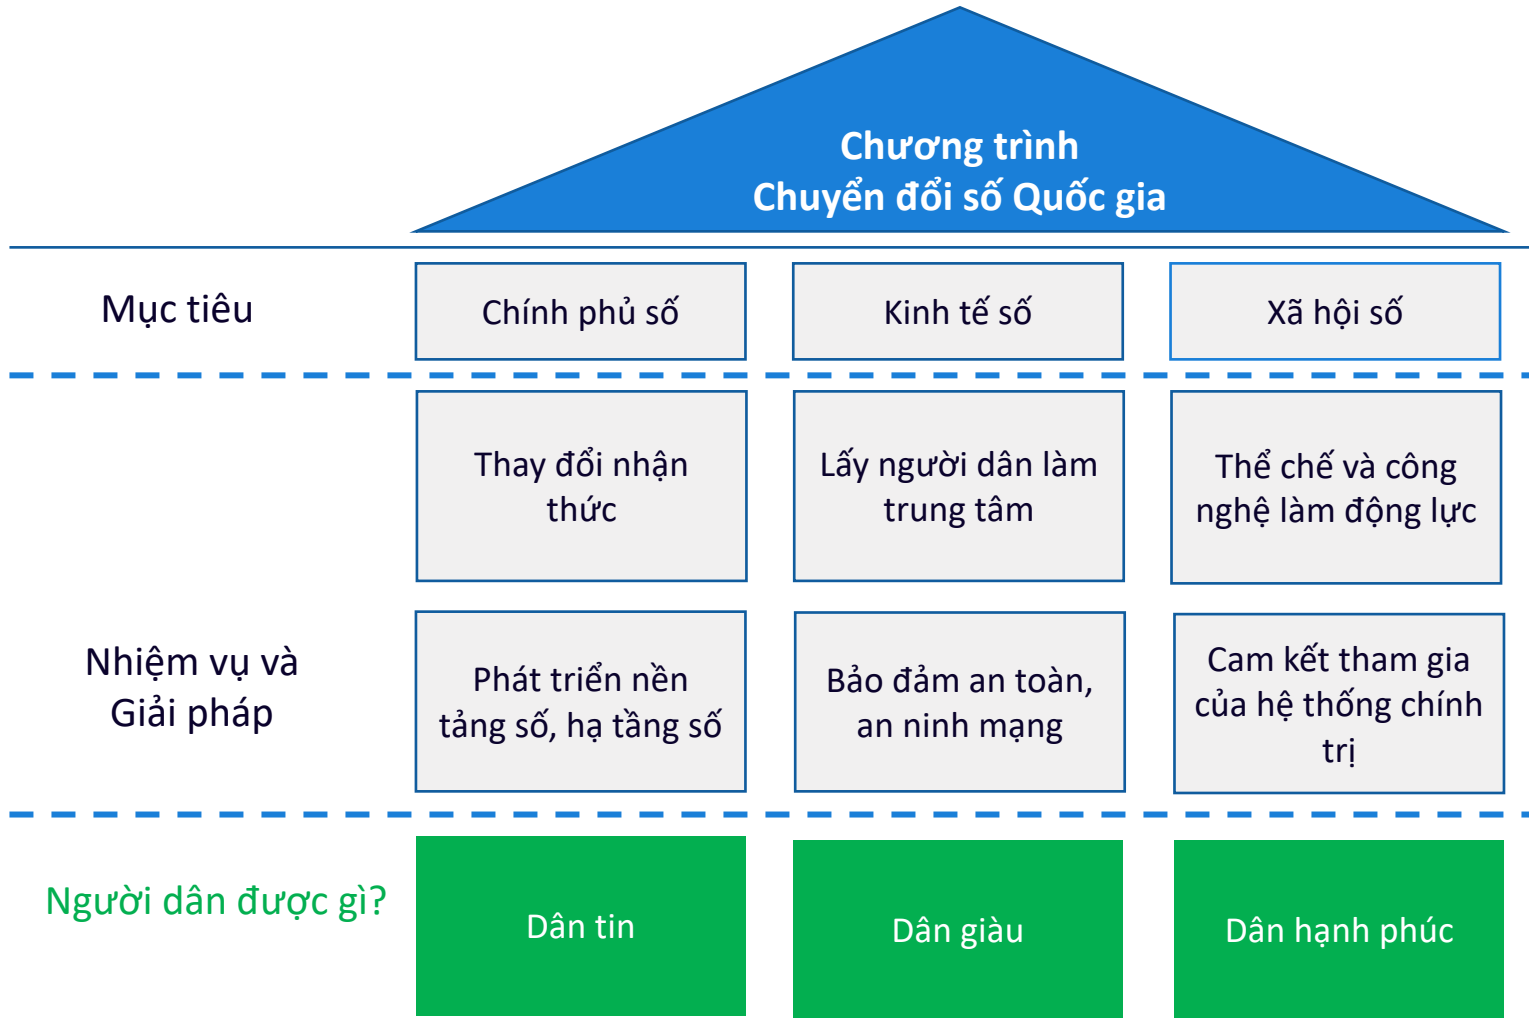 Chương trình
Chuyển đổi số Quốc gia
Mục tiêu
Chính phủ số
Kinh tế số
Xã hội số
Thay đổi nhận
thức
Lấy người dân làm
trung tâm
Thể chế và công
nghệ làm động lực
Nhiệm vụ và
Giải pháp
Phát triển nền
tảng số, hạ tầng số
Bảo đảm an toàn,
an ninh mạng
Cam kết tham gia
của hệ thống chính
trị
Người dân được gì?
Dân tin
Dân giàu
Dân hạnh phúc